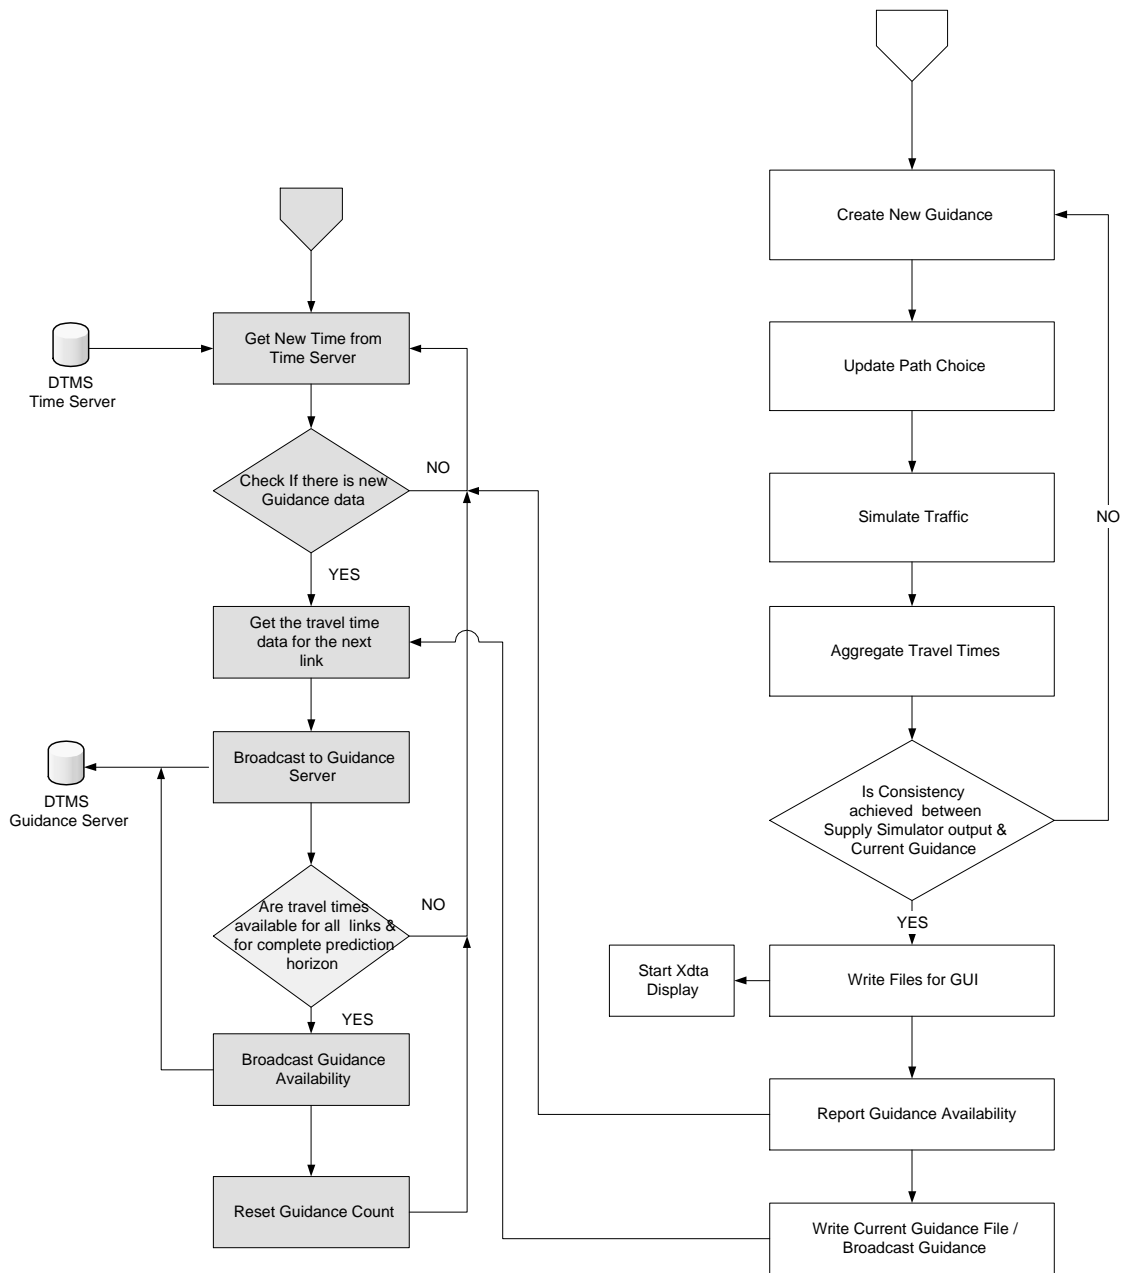 Get New Time from
Time Server
DTMS
Time Server
Check If there is new
Guidance data
NO
YES
Get the travel time
data for the next
link
Broadcast to Guidance
Server
DTMS
Guidance Server
Are travel times
available for all links &
for complete prediction
horizon
NO
YES
Broadcast Guidance
Availability
Reset Guidance Count
Create New Guidance
Update Path Choice
Simulate Traffic
NO
Aggregate Travel Times
Is Consistency
achieved between
Supply Simulator output &
Current Guidance
YES
Start Xdta
Display
Write Files for GUI
Report Guidance Availability
Write Current Guidance File /
Broadcast Guidance